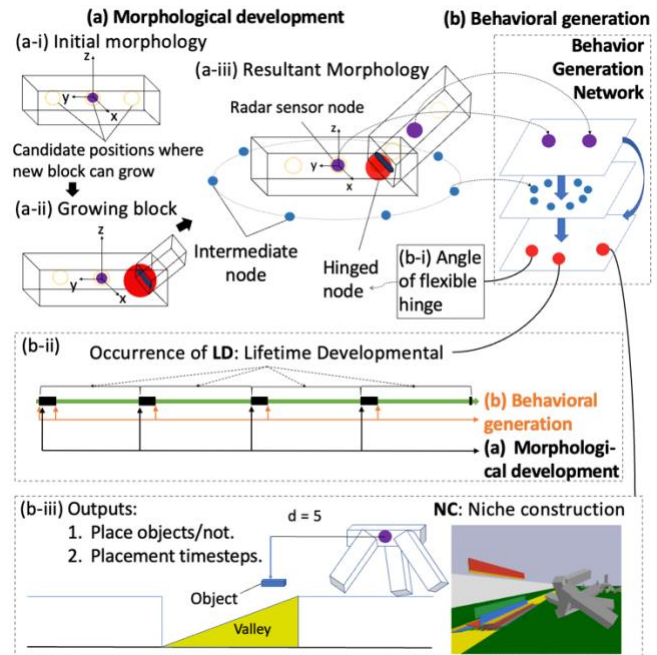 (a) Morphological development
(a-i) Initial morphology
z
y
x
Candidate positions where
new block can grow
(a-ii) Growing block
z
y
x
(a-iii) Resultant Morphology
Radar sensor node
z
y
x
Intermediate
node
Hinged
node
(b) Behavioral generation
Behavior
Generation
Network
(b-i) Angle
of flexible
hinge
(b-ii)
Occurrence of LD: Lifetime Developmental
(b) Behavioral
generation
(a) Morphologi-
cal development
(b-iii) Outputs:
1. Place objects/not.
2. Placement timesteps.
d = 5
Object
Valley
NC: Niche construction